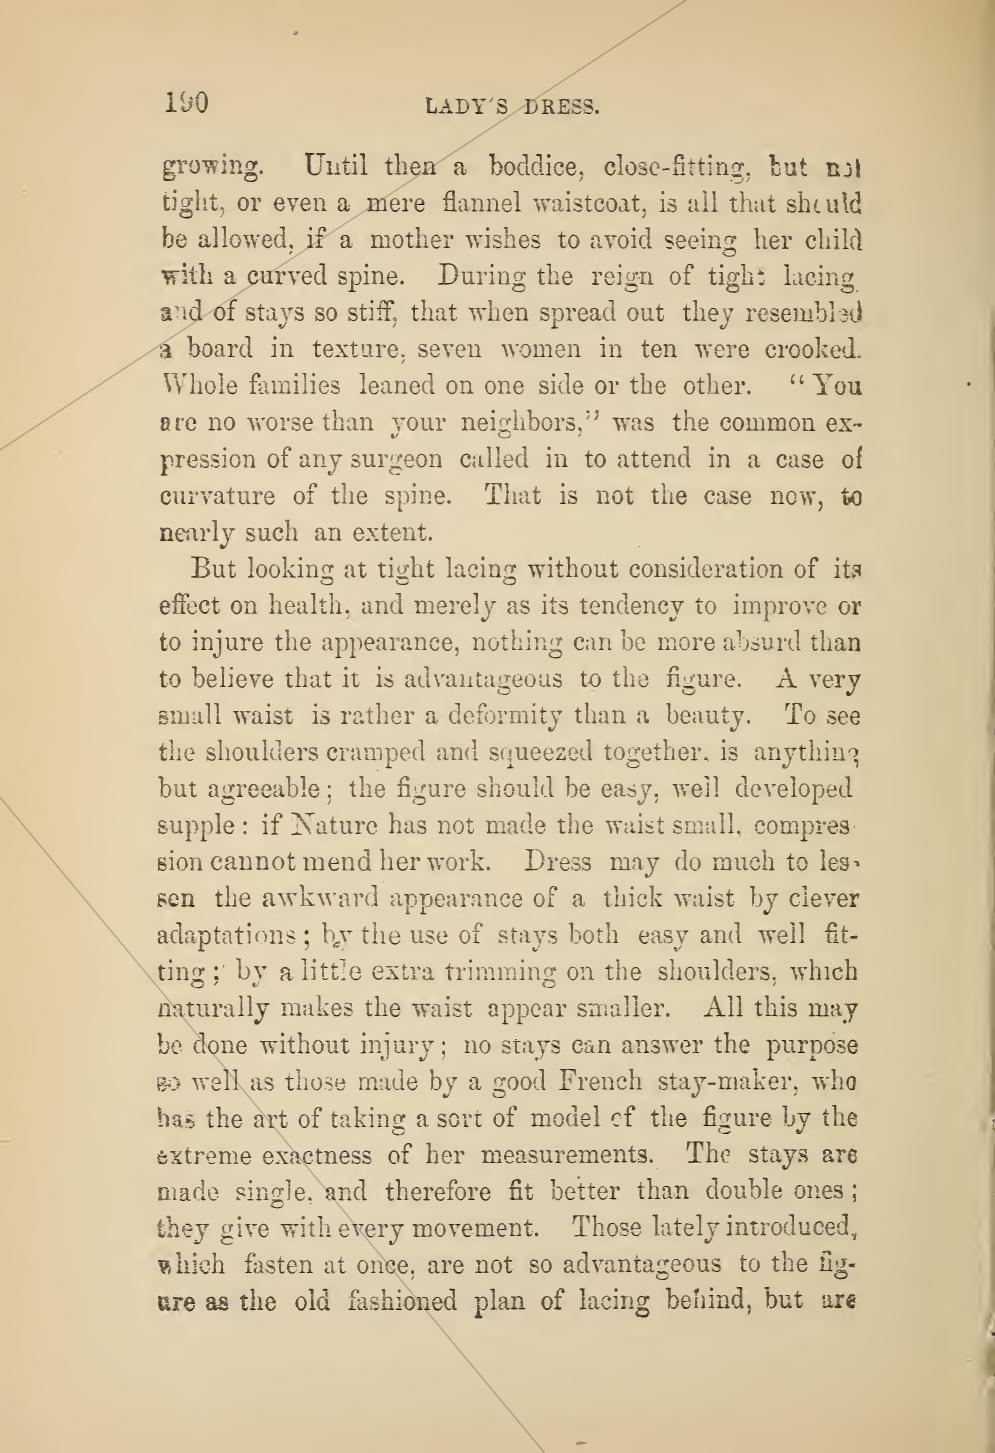 190 LADY'S DRESS.
growing. Until then a boddice, close-fitting, but not
tight, or even a mere flannel waistcoat, is all that should
be allowed, if a mother wishes to avoid seeing her child
with a curved spine. During the reign of tight lacing
and of stays so stiff, that when spread out they resembled
a board in texture, seven women in ten were crooked.
Whole families leaned on one side or the other. “You
are no worse than your neighbors,” was the common ex-
pression of any surgeon called in to attend in a case of
curvature of the spine. That is not the case now, to
nearly such an extent.
But looking at tight lacing without consideration of its
effect on health, and merely as its tendency to improve or
to injure the appearance, nothing can be more absurd than
to believe that it is advantageous to the figure. A very
small waist is rather a deformity than a beauty. To see
the shoulders cramped and squeezed together, is anything
but agreeable; the figure should be easy, well developed
supple: if Nature has not made the waist small, compres-
sion cannot mend her work. Dress may do much to les-
sen the awkward appearance of a thick waist by clever
adaptations; by the use of stays both easy and well fit-
ting; by a little extra trimming on the shoulders, which
naturally makes the waist appear smaller. All this may
be done without injury; no stays can answer the purpose
so well as those made by a good French stay-maker, who
has the art of taking a sort of model of the figure by the
extreme exactness of her measurements. The stays are
made single, and therefore fit better than double ones;
they give with every movement. Those lately introduced,
which fasten at once, are not so advantageous to the fig-
ure as the old fashioned plan of lacing behind, but are